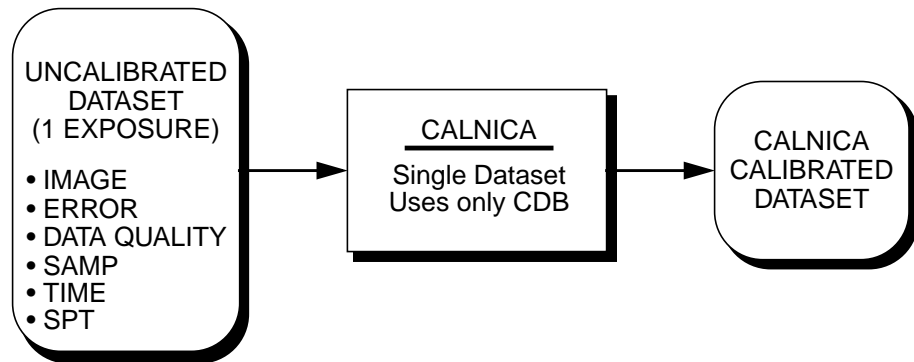 UNCALIBRATED
DATASET
(1 EXPOSURE)
• IMAGE
• ERROR
• DATA QUALITY
• SAMP
• TIME
• SPT
CALNICA
Single Dataset
Uses only CDB
CALNICA
CALIBRATED
DATASET